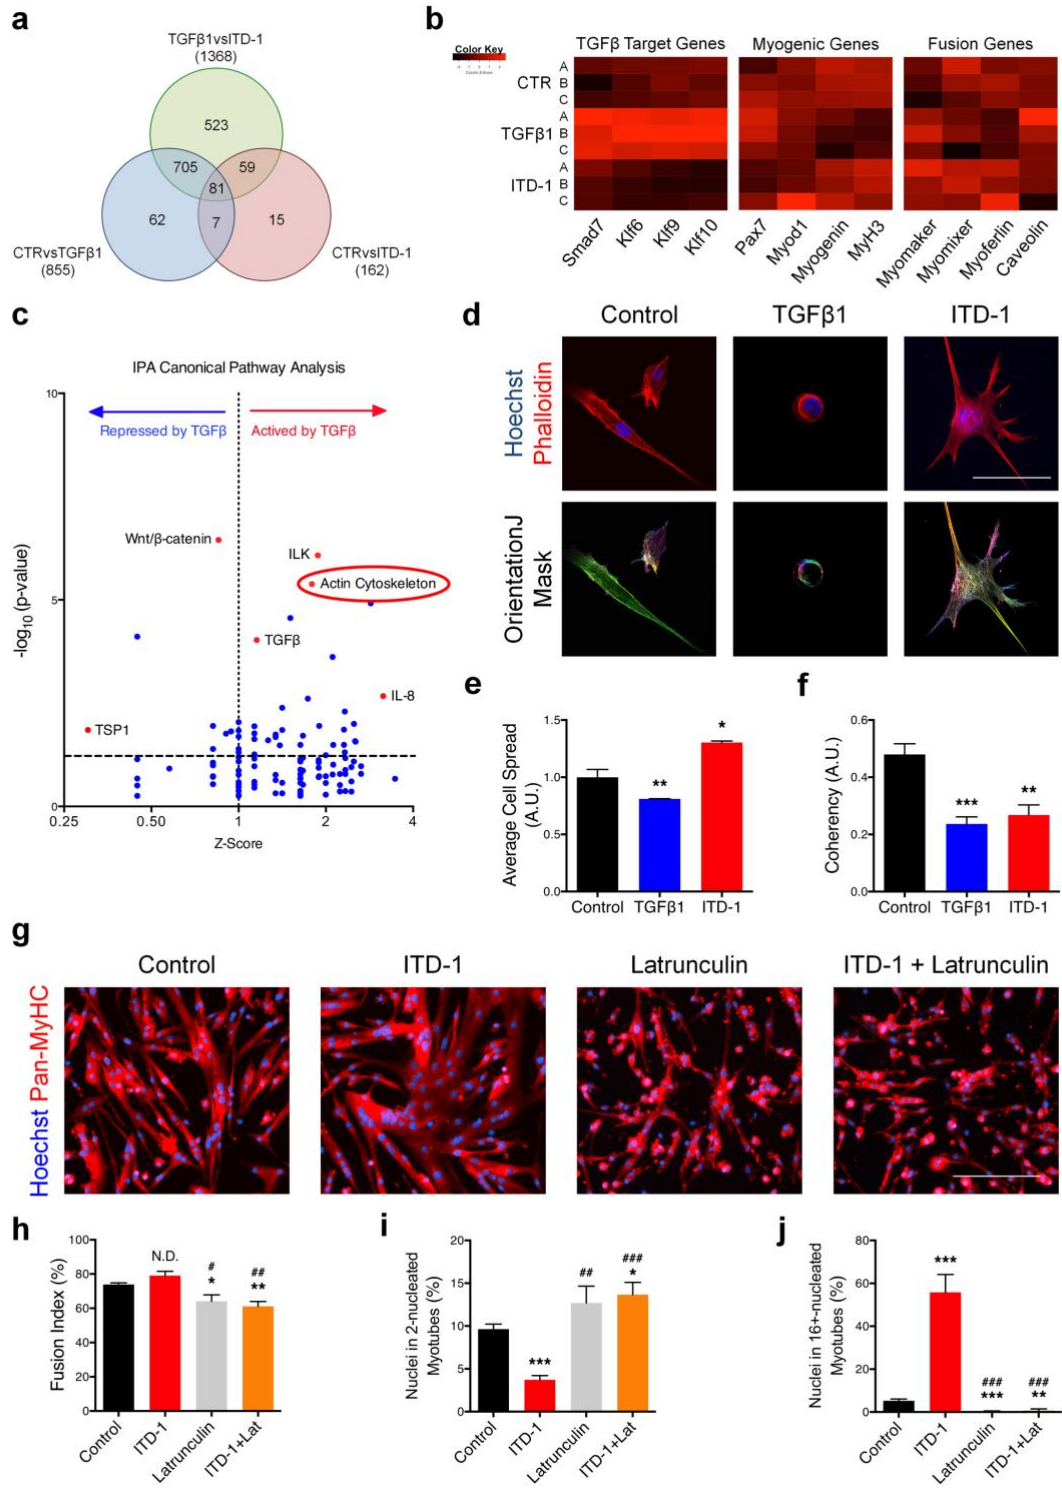 a
TGFβ1vsITD-1
(1368)
523
705
59
81
62
7
15
CTRvsTGFβ1
(855)
CTRvsITD-1
(162)
b
Color Key
TGFβ Target Genes
Myogenic Genes
Fusion Genes
CTR
A
B
C
TGFβ1
A
B
C
ITD-1
A
B
C
Smad7
Klf6
Klf9
Klf10
Pax7
Myod1
Myogenin
MyH3
Myomaker
Myomixer
Myoferlin
Caveolin
c
IPA Canonical Pathway Analysis
Repressed by TGFβ
Actived by TGFβ
Wnt/β-catenin
ILK
Actin Cytoskeleton
TGFβ
IL-8
TSP1
-log10 (p-value)
10
5
0
0.25
0.50
1
2
4
Z-Score
d
Control
TGFβ1
ITD-1
Hoechst
Phalloidin
OrientationJ
Mask
e
Average Cell Spread
(A.U.)
1.5
1.0
0.5
0.0
**
*
Control
TGFβ1
ITD-1
f
Coherency (A.U.)
0.6
0.4
0.2
0.0
***
**
Control
TGFβ1
ITD-1
g
Control
ITD-1
Latrunculin
ITD-1 + Latrunculin
Hoechst Pan-MyHC
h
Fusion Index (%)
100
80
60
40
20
0
N.D.
#
*
##
**
Control
ITD-1
Latrunculin
ITD-1+Lat
i
Nuclei in 2-nucleated
Myotubes (%)
20
15
10
5
0
***
##
###
*
Control
ITD-1
Latrunculin
ITD-1+Lat
j
Nuclei in 16+-nucleated
Myotubes (%)
80
60
40
20
0
***
###
***
###
**
Control
ITD-1
Latrunculin
ITD-1+Lat